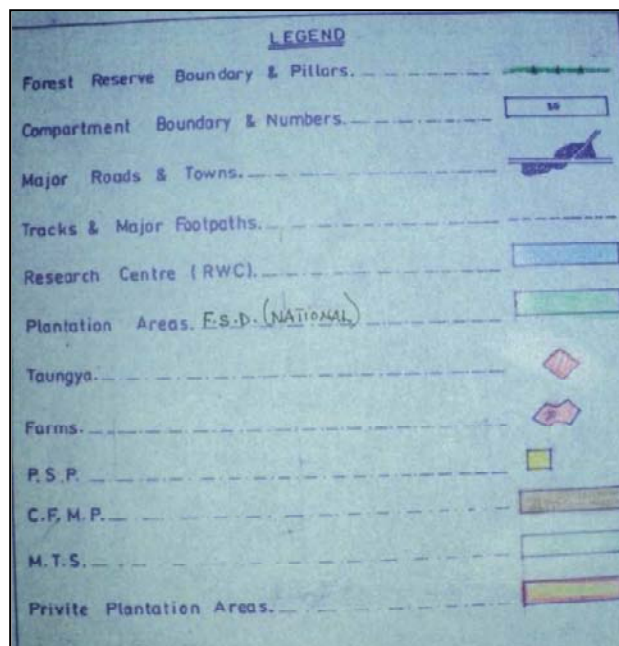 LEGEND
Forest Reserve Boundary & Pillars.
Compartment Boundary & Numbers.
50
Major Roads & Towns.
Tracks & Major Footpaths.
Research Centre (RWC).
Plantation Areas. F.S.D. (NATIONAL)
Taungya.
Farms.
P.S.P.
C.F.M.P.
M.T.S.
Privite Plantation Areas.